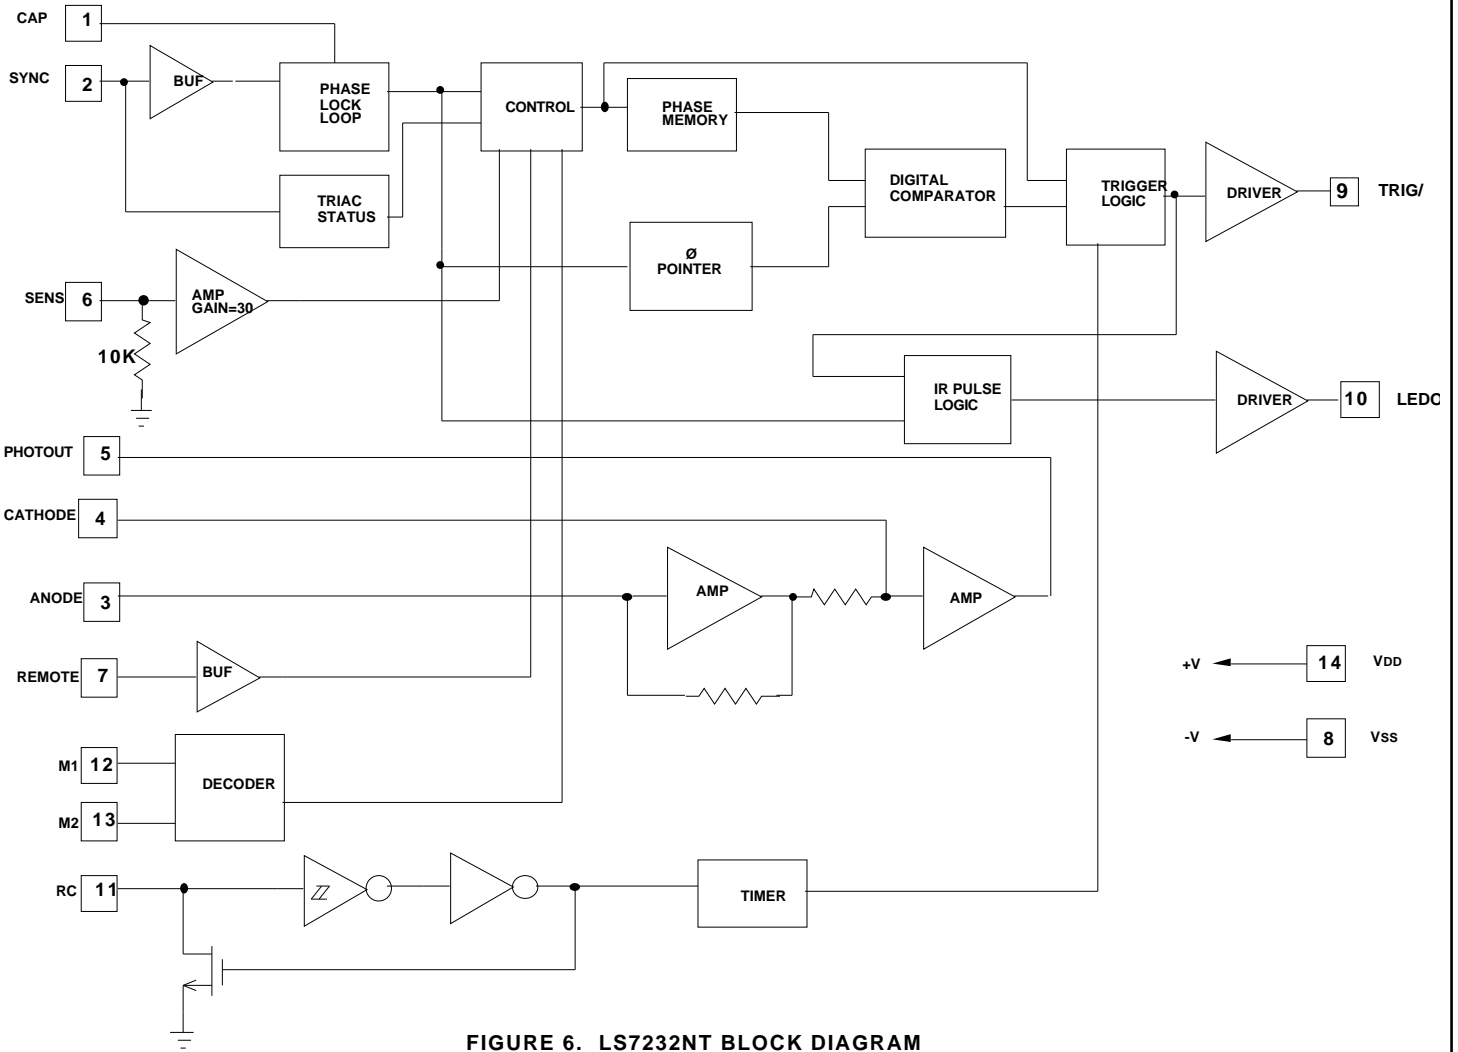 CAP 1
SYNC 2
BUF
PHASE
LOCK
LOOP
CONTROL
PHASE
MEMORY
TRIAC
STATUS
DIGITAL
COMPARATOR
TRIGGER
LOGIC
DRIVER
9 TRIG/
Ø
POINTER
SENS 6
AMP
GAIN=30
10K
IR PULSE
LOGIC
DRIVER
10 LEDO
PHOTOUT 5
CATHODE 4
ANODE 3
AMP
AMP
REMOTE 7
BUF
+V 14 VDD
-V 8 VSS
M1 12
M2 13
DECODER
RC 11
TIMER
FIGURE 6. LS7232NT BLOCK DIAGRAM